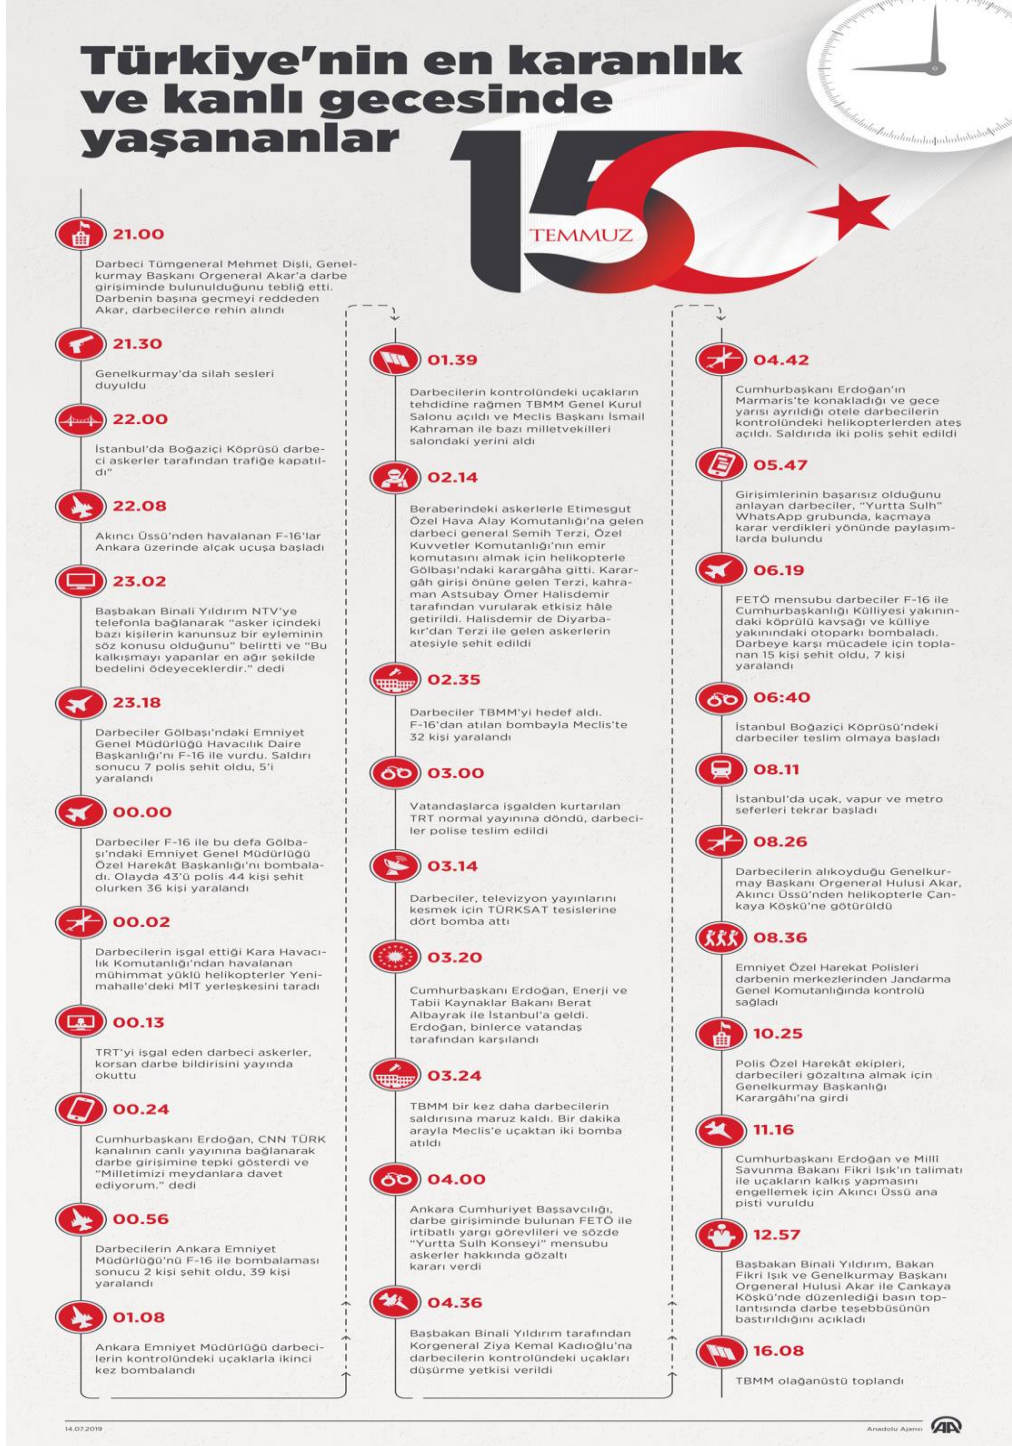 Türkiye'nin en karanlık
ve kanlı gecesinde
yaşananlar
15
TEMMUZ
21.00
Darbeci Tümgeneral Mehmet Dişli, Genel-
kurmay Başkanı Orgeneral Akar'a darbe
girişiminde bulunulduğunu tebliğ etti.
Darbenin başına geçmeyi reddeden
Akar, darbecilerce rehin alındı
21.30
Genelkurmay'da silah sesleri
duyuldu
22.00
İstanbul'da Boğaziçi Köprüsü darbe-
ci askerler tarafından trafiğe kapatıl-
dı"
22.08
Akıncı Üssü'nden havalanan F-16'lar
Ankara üzerinde alçak uçuşa başladı
23.02
Başbakan Binali Yıldırım NTV'ye
telefonla bağlanarak "asker içindeki
bazı kişilerin kanunsuz bir eyleminin
söz konusu olduğunu" belirtti ve "Bu
kalkışmayı yapanlar en ağır şekilde
bedelini ödeyeceklerdir." dedi
23.18
Darbeciler Gölbaşı'ndaki Emniyet
Genel Müdürlüğü Havacılık Daire
Başkanlığı'nı F-16 ile vurdu. Saldırı
sonucu 7 polis şehit oldu, 5'i
yaralandı
00.00
Darbeciler F-16 ile bu defa Gölba-
şı'ndaki Emniyet Genel Müdürlüğü
Özel Harekât Başkanlığı'nı bombala-
dı. Olayda 43'ü polis 44 kişi şehit
olurken 36 kişi yaralandı
00.02
Darbecilerin işgal ettiği Kara Havacı-
lık Komutanlığı'ndan havalanan
mühimmat yüklü helikopterler Yeni-
mahalle'deki MİT yerleşkesini taradı
00.13
TRT'yi işgal eden darbeci askerler,
korsan darbe bildirisini yayında
okuttu
00.24
Cumhurbaşkanı Erdoğan, CNN TÜRK
kanalının canlı yayınına bağlanarak
darbe girişimine tepki gösterdi ve
"Milletimizi meydanlara davet
ediyorum." dedi
00.56
Darbecilerin Ankara Emniyet
Müdürlüğü'nü F-16 ile bombalaması
sonucu 2 kişi şehit oldu, 39 kişi
yaralandı
01.08
Ankara Emniyet Müdürlüğü darbeci-
lerin kontrolündeki uçaklarla ikinci
kez bombalandı
01.39
Darbecilerin kontrolündeki uçakların
tehdidine rağmen TBMM Genel Kurul
Salonu açıldı ve Meclis Başkanı İsmail
Kahraman ile bazı milletvekilleri
salondaki yerini aldı
02.14
Beraberindeki askerlerle Etimesgut
Özel Hava Alay Komutanlığı'na gelen
darbeci general Semih Terzi, Özel
Kuvvetler Komutanlığı'nın emir
komutasını almak için helikopterle
Gölbaşı'ndaki karargâha gitti. Karar-
gâh girişi önüne gelen Terzi, kahra-
man Astsubay Ömer Halisdemir
tarafından vurularak etkisiz hâle
getirildi. Halisdemir de Diyarba-
kır'dan Terzi ile gelen askerlerin
ateşiyle şehit edildi
02.35
Darbeciler TBMM'yi hedef aldı.
F-16'dan atılan bombayla Meclis'te
32 kişi yaralandı
03.00
Vatandaşlarca işgalden kurtarılan
TRT normal yayınına döndü, darbeci-
ler polise teslim edildi
03.14
Darbeciler, televizyon yayınlarını
kesmek için TÜRKSAT tesislerine
dört bomba attı
03.20
Cumhurbaşkanı Erdoğan, Enerji ve
Tabii Kaynaklar Bakanı Berat
Albayrak ile İstanbul'a geldi.
Erdoğan, binlerce vatandaş
tarafından karşılandı
03.24
TBMM bir kez daha darbecilerin
saldırısına maruz kaldı. Bir dakika
arayla Meclis'e uçaktan iki bomba
atıldı
04.00
Ankara Cumhuriyet Başsavcılığı,
darbe girişiminde bulunan FETÖ ile
irtibatlı yargı görevlileri ve sözde
"Yurtta Sulh Konseyi" mensubu
askerler hakkında gözaltı
kararı verdi
04.36
Başbakan Binali Yıldırım tarafından
Korgeneral Ziya Kemal Kadıoğlu'na
darbecilerin kontrolündeki uçakları
düşürme yetkisi verildi
04.42
Cumhurbaşkanı Erdoğan'ın
Marmaris'te konakladığı ve gece
yarısı ayrıldığı otele darbecilerin
kontrolündeki helikopterlerden ateş
açıldı. Saldırıda iki polis şehit edildi
05.47
Girişimlerinin başarısız olduğunu
anlayan darbeciler, "Yurtta Sulh"
WhatsApp grubunda, kaçmaya
karar verdikleri yönünde paylaşım-
larda bulundu
06.19
FETÖ mensubu darbeciler F-16 ile
Cumhurbaşkanlığı Külliyesi yakının-
daki köprülü kavşağı ve külliye
yakınındaki otoparkı bombaladı.
Darbeye karşı mücadele için topla-
nan 15 kişi şehit oldu, 7 kişi
yaralandı
06:40
İstanbul Boğaziçi Köprüsü'ndeki
darbeciler teslim olmaya başladı
08.11
İstanbul'da uçak, vapur ve metro
seferleri tekrar başladı
08.26
Darbecilerin alıkoyduğu Genelkur-
may Başkanı Orgeneral Hulusi Akar,
Akıncı Üssü'nden helikopterle Çan-
kaya Köşkü'ne götürüldü
08.36
Emniyet Özel Harekat Polisleri
darbenin merkezlerinden Jandarma
Genel Komutanlığında kontrolü
sağladı
10.25
Polis Özel Harekât ekipleri,
darbecileri gözaltına almak için
Genelkurmay Başkanlığı
Karargâhı'na girdi
11.16
Cumhurbaşkanı Erdoğan ve Millî
Savunma Bakanı Fikri Işık'ın talimatı
ile uçakların kalkış yapmasını
engellemek için Akıncı Üssü ana
pisti vuruldu
12.57
Başbakan Binali Yıldırım, Bakan
Fikri Işık ve Genelkurmay Başkanı
Orgeneral Hulusi Akar ile Çankaya
Köşkü'nde düzenlediği basın top-
lantısında darbe teşebbüsünün
bastırıldığını açıkladı
16.08
TBMM olağanüstü toplandı
14.07.2019
Anadolu Ajansı
AA